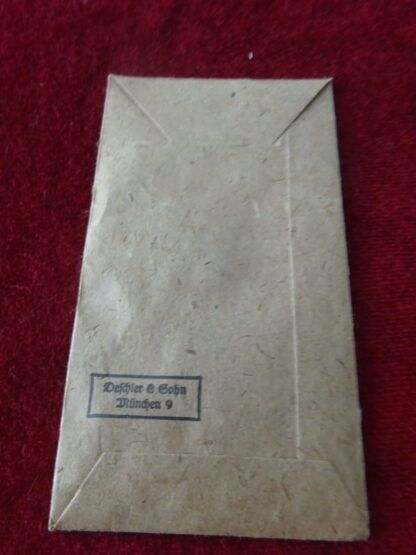 Deschler & Sohn
München 9